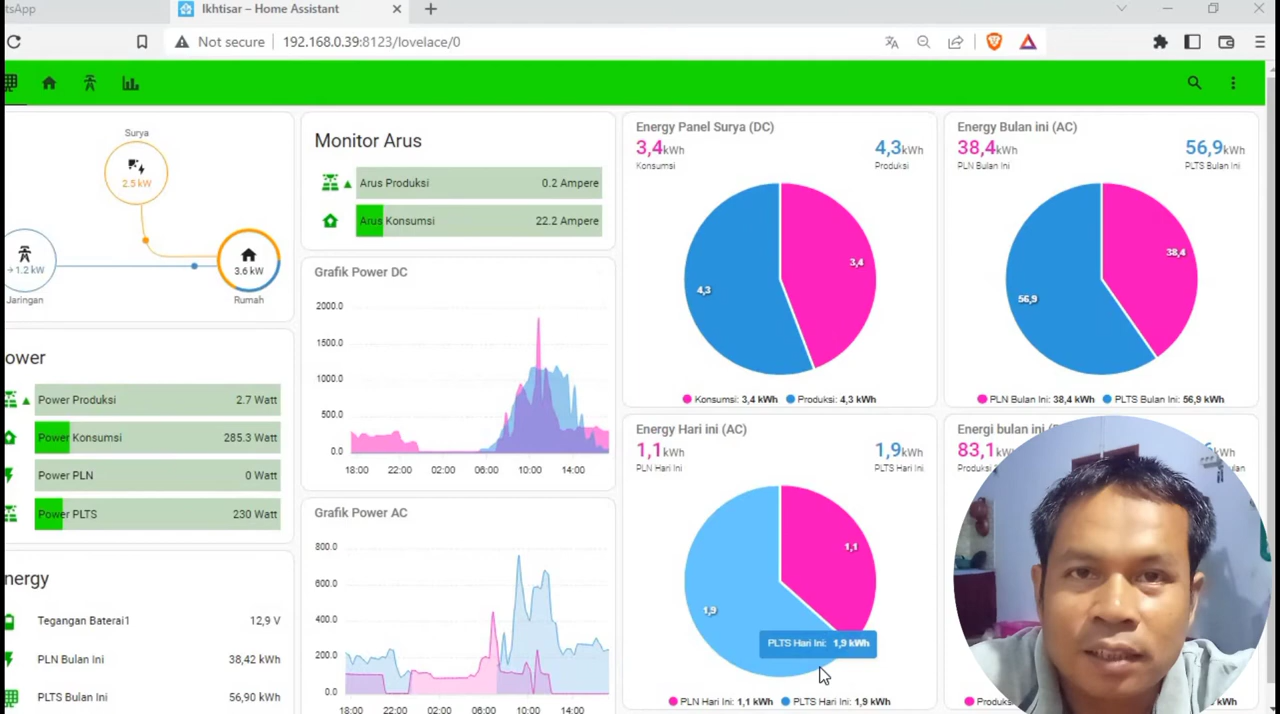 tsApp
Ikhtisar – Home Assistant
Not secure
192.168.0.39:8123/lovelace/0
Surya
2.5 kW
→ 1.2 kW
Jaringan
3.6 kW
Rumah
ower
Power Produksi 2.7 Watt
Power Konsumsi 285.3 Watt
Power PLN 0 Watt
Power PLTS 230 Watt
nergy
Tegangan Baterai1 12,9 V
PLN Bulan Ini 38,42 kWh
PLTS Bulan Ini 56,90 kWh
Monitor Arus
Arus Produksi 0.2 Ampere
Arus Konsumsi 22.2 Ampere
Grafik Power DC
2000.0
1500.0
1000.0
500.0
0.0
18:00 22:00 02:00 06:00 10:00 14:00
Grafik Power AC
800.0
600.0
400.0
200.0
0.0
18:00 22:00 02:00 06:00 10:00 14:00
Energy Panel Surya (DC)
3,4kWh 4,3kWh
Konsumsi Produksi
3,4
4,3
Konsumsi: 3,4 kWh Produksi: 4,3 kWh
Energy Bulan ini (AC)
38,4kWh 56,9kWh
PLN Bulan Ini PLTS Bulan Ini
38,4
56,9
PLN Bulan Ini: 38,4 kWh PLTS Bulan Ini: 56,9 kWh
Energy Hari ini (AC)
1,1kWh 1,9kWh
PLN Hari Ini PLTS Hari Ini
1,1
1,9
PLTS Hari Ini: 1,9 kWh
PLN Hari Ini: 1,1 kWh PLTS Hari Ini: 1,9 kWh
Energi bulan ini
83,1 kWh
Produksi ulan
Produks kWh